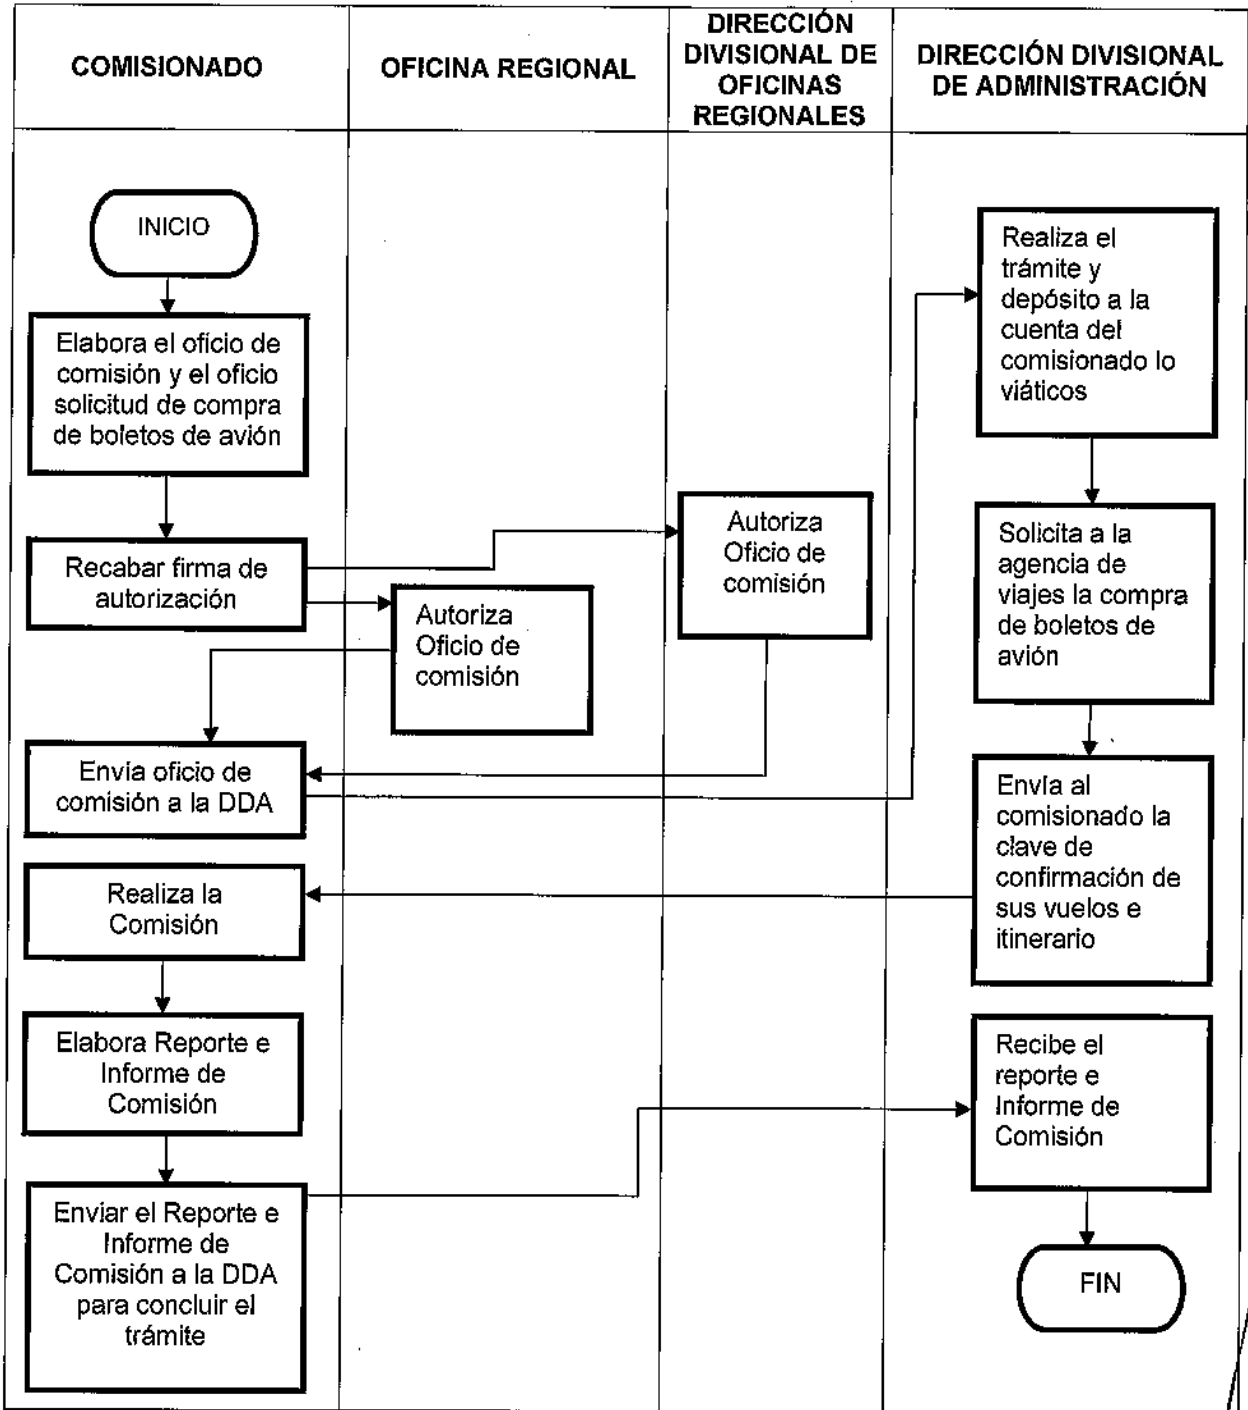 COMISIONADO
OFICINA REGIONAL
DIRECCIÓN
DIVISIONAL DE
OFICINAS
REGIONALES
DIRECCIÓN DIVISIONAL
DE ADMINISTRACIÓN
INICIO
Elabora el oficio de
comisión y el oficio
solicitud de compra
de boletos de avión
Recabar firma de
autorización
Autoriza
Oficio de
comisión
Autoriza
Oficio de
comisión
Envía oficio de
comisión a la DDA
Realiza el
trámite y
depósito a la
cuenta del
comisionado lo
viáticos
Solicita a la
agencia de
viajes la compra
de boletos de
avión
Envía al
comisionado la
clave de
confirmación de
sus vuelos e
itinerario
Realiza la
Comisión
Elabora Reporte e
Informe de
Comisión
Enviar el Reporte e
Informe de
Comisión a la DDA
para concluir el
trámite
Recibe el
reporte e
Informe de
Comisión
FIN